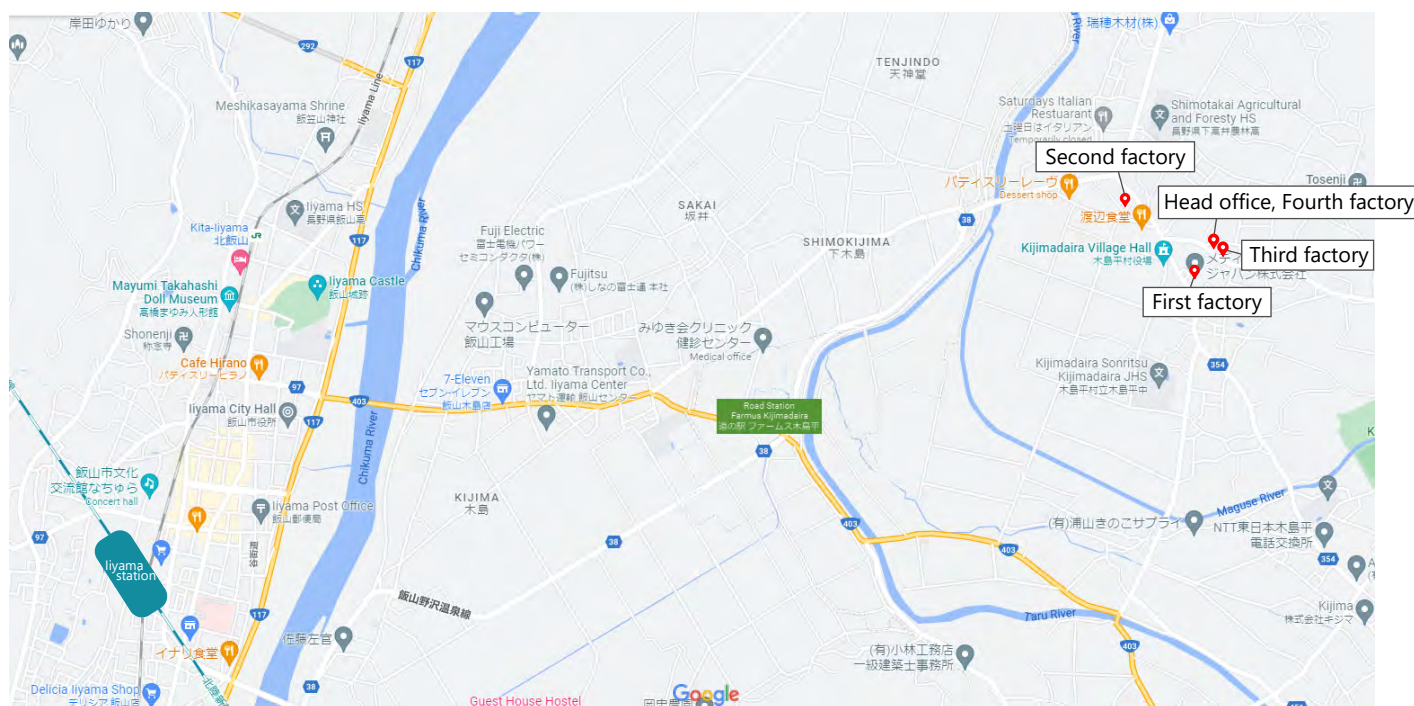 岸田ゆかり
292
117
Iiyama Line
Meshikasayama Shrine
飯笠山神社
Chikuma River
River
瑞穂木材(株)
TENJINDO
天神堂
Saturdays Italian
Restuarant
土曜日はイタリアン
Temporarily closed
Shimotakai Agricultural
and Foresty HS
長野県下高井農林高
Second factory
パティスリーレーヴ
Dessert shop
Tosenji
Head office, Fourth factory
渡辺食堂
Kijimadaira Village Hall
木島平村役場
Third factory
ジャパン株式会社
First factory
Iiyama HS
長野県飯山高
Kita-Iiyama
北飯山
JR
117
SAKAI
坂井
38
SHIMOKIJIMA
下木島
Fuji Electric
富士電機パワー
セミコンダクタ(株)
Fujitsu
(株)しなの富士通 本社
Iiyama Castle
飯山城跡
Mayumi Takahashi
Doll Museum
高橋まゆみ人形館
マウスコンピューター
飯山工場
みゆき会クリニック
健診センター
Medical office
Shonenji
称念寺
Cafe Hirano
パティスリーヒラノ
97
403
7-Eleven
セブン-イレブン
飯山木島店
Yamato Transport Co.,
Ltd. Iiyama Center
ヤマト運輸 飯山センター
Kijimadaira Sonritsu
Kijimadaira JHS
木島平村立木島平中
354
Iiyama City Hall
飯山市役所
117
Road Station
Farmus Kijimadaira
道の駅 ファームス木島平
38
Chikuma River
飯山市文化
交流館なちゅら
Concert hall
KIJIMA
木島
Iiyama Post Office
飯山郵便局
Maguse River
(有)浦山きのこサプライ
NTT東日本木島平
電話交換所
97
38
403
403
354
Iiyama
station
飯山野沢温泉線
117
Taru River
Kijima
株式会社キジマ
佐藤左官
イナリ食堂
(有)小林工務店
一級建築士事務所
Delicia Iiyama Shop
デリシア 飯山店
38
Guest House Hostel
Google